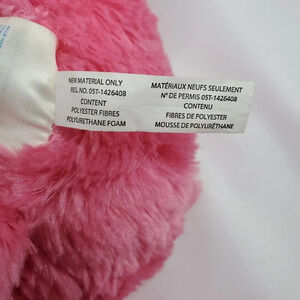 NEW MATERIAL ONLY
REG. NO. 05T-1426408
CONTENT
POLYESTER FIBRES
POLYURETHANE FOAM
MATÉRIAUX NEUFS SEULEMENT
N° DE PERMIS 05T-1426408
CONTENU
FIBRES DE POLYESTER
MOUSSE DE POLYURÉTHANE